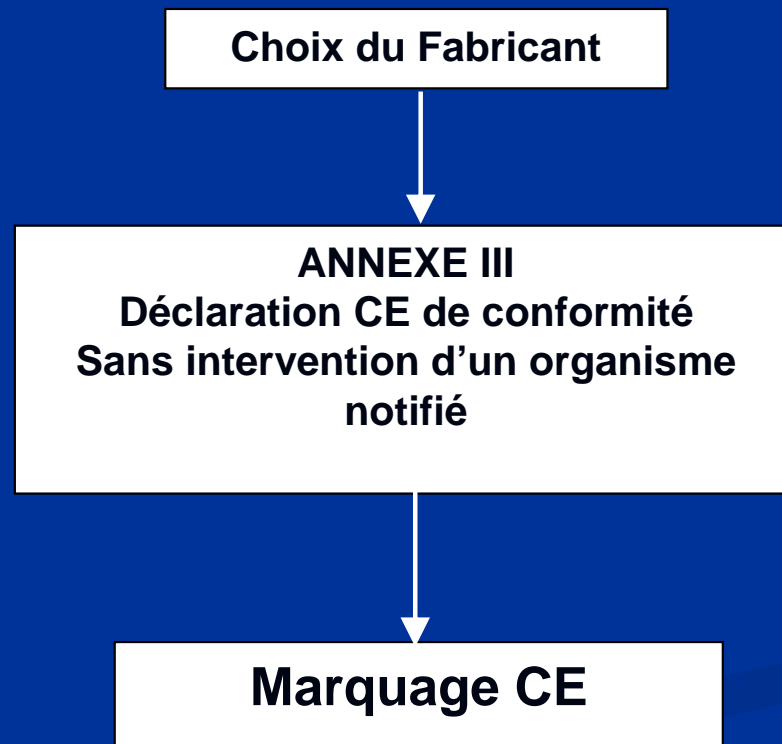 Choix du Fabricant
ANNEXE III
Déclaration CE de conformité
Sans intervention d’un organisme
notifié
Marquage CE